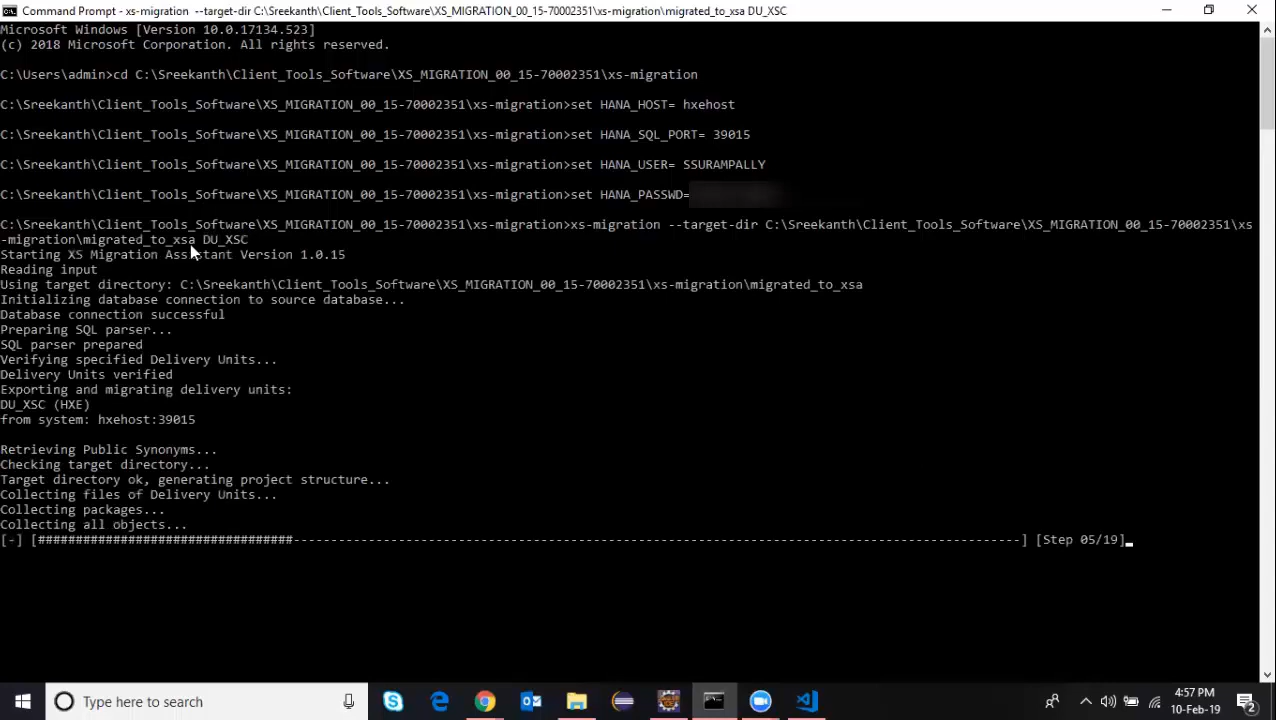 Command Prompt - xs-migration --target-dir C:\Sreekanth\Client_Tools_Software\XS_MIGRATION_00_15-70002351\xs-migration\migrated_to_xsa DU_XSC
Microsoft Windows [Version 10.0.17134.523]
(c) 2018 Microsoft Corporation. All rights reserved.
C:\Users\admin>cd C:\Sreekanth\Client_Tools_Software\XS_MIGRATION_00_15-70002351\xs-migration
C:\Sreekanth\Client_Tools_Software\XS_MIGRATION_00_15-70002351\xs-migration>set HANA_HOST= hxehost
C:\Sreekanth\Client_Tools_Software\XS_MIGRATION_00_15-70002351\xs-migration>set HANA_SQL_PORT= 39015
C:\Sreekanth\Client_Tools_Software\XS_MIGRATION_00_15-70002351\xs-migration>set HANA_USER= SSURAMPALLY
C:\Sreekanth\Client_Tools_Software\XS_MIGRATION_00_15-70002351\xs-migration>set HANA_PASSWD=
C:\Sreekanth\Client_Tools_Software\XS_MIGRATION_00_15-70002351\xs-migration>xs-migration --target-dir C:\Sreekanth\Client_Tools_Software\XS_MIGRATION_00_15-70002351\xs
-migration\migrated_to_xsa DU_XSC
Starting XS Migration Assistant Version 1.0.15
Reading input
Using target directory: C:\Sreekanth\Client_Tools_Software\XS_MIGRATION_00_15-70002351\xs-migration\migrated_to_xsa
Initializing database connection to source database...
Database connection successful
Preparing SQL parser...
SQL parser prepared
Verifying specified Delivery Units...
Delivery Units verified
Exporting and migrating delivery units:
DU_XSC (HXE)
from system: hxehost:39015
Retrieving Public Synonyms...
Checking target directory...
Target directory ok, generating project structure...
Collecting files of Delivery Units...
Collecting packages...
Collecting all objects...
[-] [##################################-------------------------------------------------------------------------------------------------] [Step 05/19]
Type here to search
4:57 PM
10-Feb-19
2